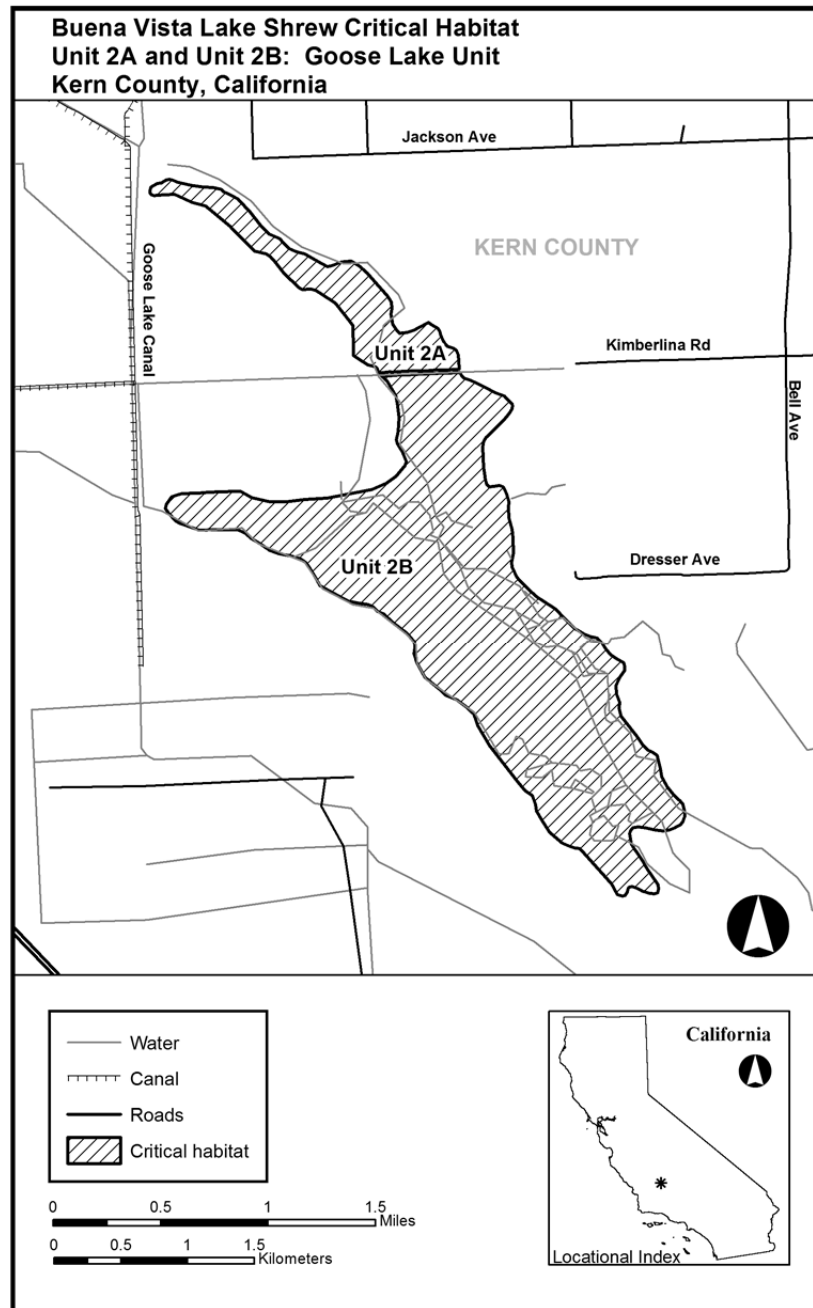 Buena Vista Lake Shrew Critical Habitat
Unit 2A and Unit 2B: Goose Lake Unit
Kern County, California
Jackson Ave
KERN COUNTY
Goose Lake Canal
Kimberlina Rd
Unit 2A
Bell Ave
Dresser Ave
Unit 2B
Water
Canal
Roads
Critical habitat
0 0.5 1 1.5
Miles
0 0.5 1 1.5
Kilometers
California
Locational Index